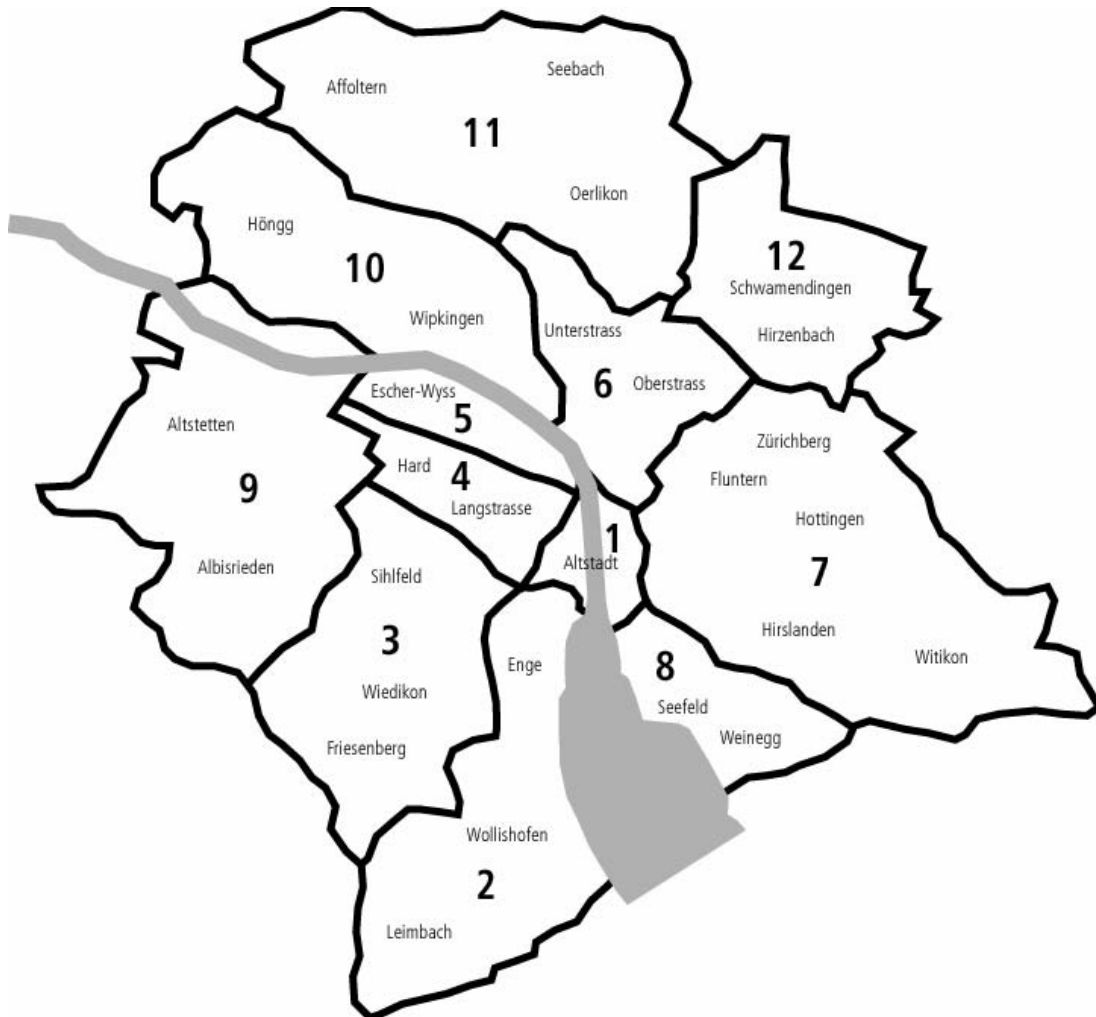 Seebach
Affoltern
11
Oerlikon
Höngg
12
10
Schwamendingen
Wipkingen
Unterstrass
Hirzenbach
6
Oberstrass
Escher-Wyss
5
Altstetten
Zürichberg
Hard
4
Fluntern
9
Langstrasse
Hottingen
1
Altstadt
Albisrieden
Sihlfeld
7
3
Hirslanden
Enge
8
Witikon
Wiedikon
Seefeld
Friesenberg
Weinegg
Wollishofen
2
Leimbach